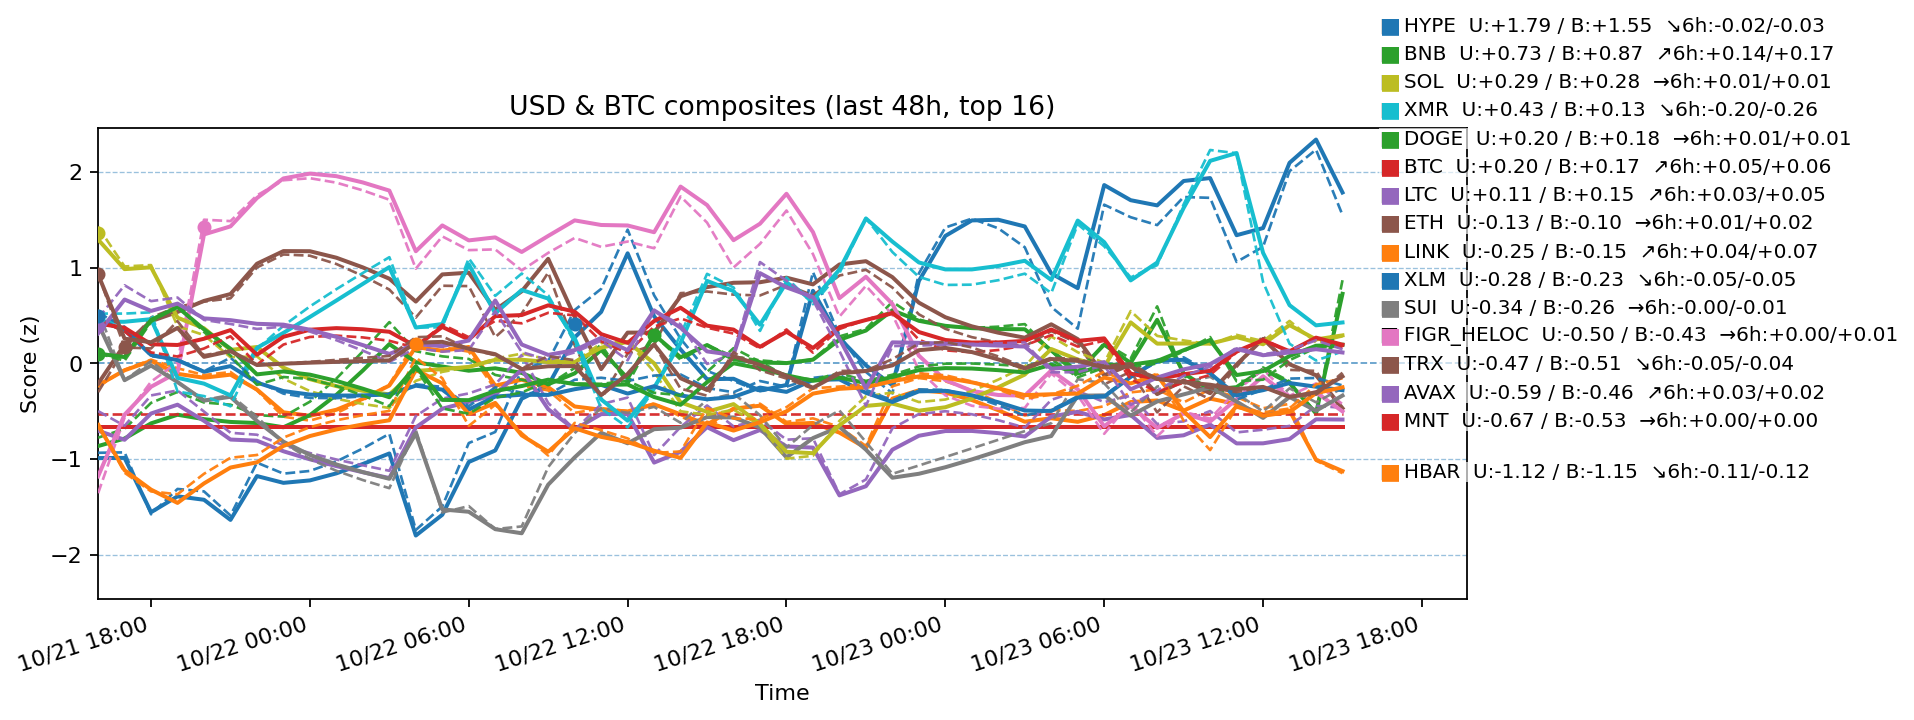 HYPE U:+1.79 / B:+1.55 ↘6h:-0.02/-0.03
BNB U:+0.73 / B:+0.87 ↗6h:+0.14/+0.17
SOL U:+0.29 / B:+0.28 →6h:+0.01/+0.01
XMR U:+0.43 / B:+0.13 ↘6h:-0.20/-0.26
DOGE U:+0.20 / B:+0.18 →6h:+0.01/+0.01
BTC U:+0.20 / B:+0.17 ↗6h:+0.05/+0.06
LTC U:+0.11 / B:+0.15 ↗6h:+0.03/+0.05
ETH U:-0.13 / B:-0.10 →6h:+0.01/+0.02
LINK U:-0.25 / B:-0.15 ↗6h:+0.04/+0.07
XLM U:-0.28 / B:-0.23 ↘6h:-0.05/-0.05
SUI U:-0.34 / B:-0.26 →6h:-0.00/-0.01
FIGR_HELOC U:-0.50 / B:-0.43 →6h:+0.00/+0.01
TRX U:-0.47 / B:-0.51 ↘6h:-0.05/-0.04
AVAX U:-0.59 / B:-0.46 ↗6h:+0.03/+0.02
MNT U:-0.67 / B:-0.53 →6h:+0.00/+0.00
HBAR U:-1.12 / B:-1.15 ↘6h:-0.11/-0.12
USD & BTC composites (last 48h, top 16)
Score (z)
2
1
0
−1
−2
10/21 18:00
10/22 00:00
10/22 06:00
10/22 12:00
10/22 18:00
10/23 00:00
10/23 06:00
10/23 12:00
10/23 18:00
Time